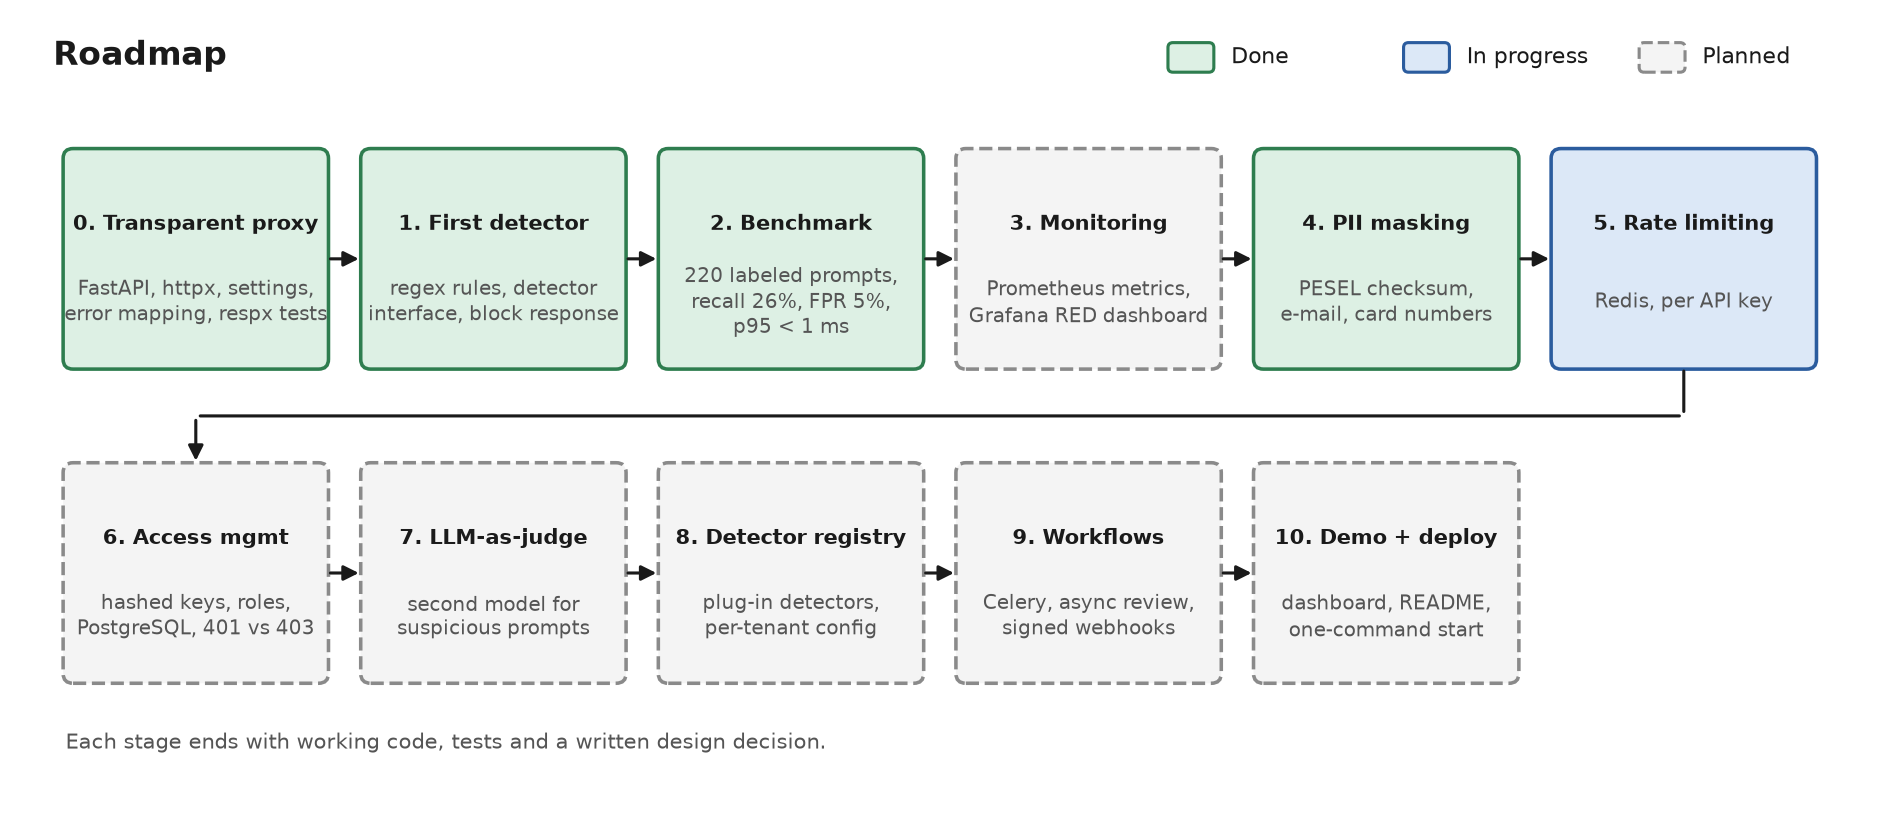 Roadmap
Done
In progress
Planned
0. Transparent proxy
FastAPI, httpx, settings,
error mapping, respx tests
1. First detector
regex rules, detector
interface, block response
2. Benchmark
220 labeled prompts,
recall 26%, FPR 5%,
p95 < 1 ms
3. Monitoring
Prometheus metrics,
Grafana RED dashboard
4. PII masking
PESEL checksum,
e-mail, card numbers
5. Rate limiting
Redis, per API key
6. Access mgmt
hashed keys, roles,
PostgreSQL, 401 vs 403
7. LLM-as-judge
second model for
suspicious prompts
8. Detector registry
plug-in detectors,
per-tenant config
9. Workflows
Celery, async review,
signed webhooks
10. Demo + deploy
dashboard, README,
one-command start
Each stage ends with working code, tests and a written design decision.